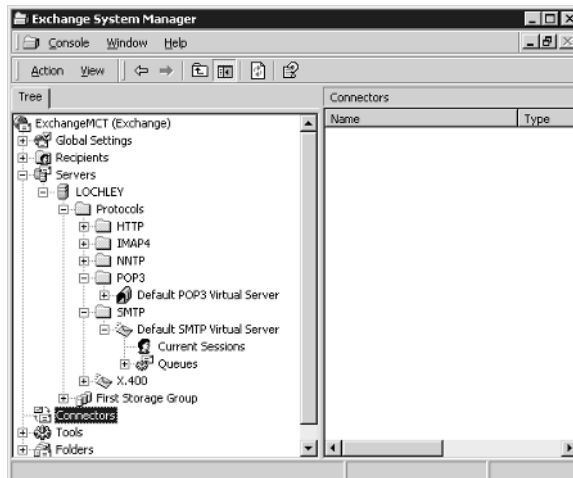 Exchange System Manager
Console Window Help
Action View
Tree
Connectors
Name Type
ExchangeMCT (Exchange)
Global Settings
Recipients
Servers
LOCHLEY
Protocols
HTTP
IMAP4
NNTP
POP3
Default POP3 Virtual Server
SMTP
Default SMTP Virtual Server
Current Sessions
Queues
X.400
First Storage Group
Connectors
Tools
Folders